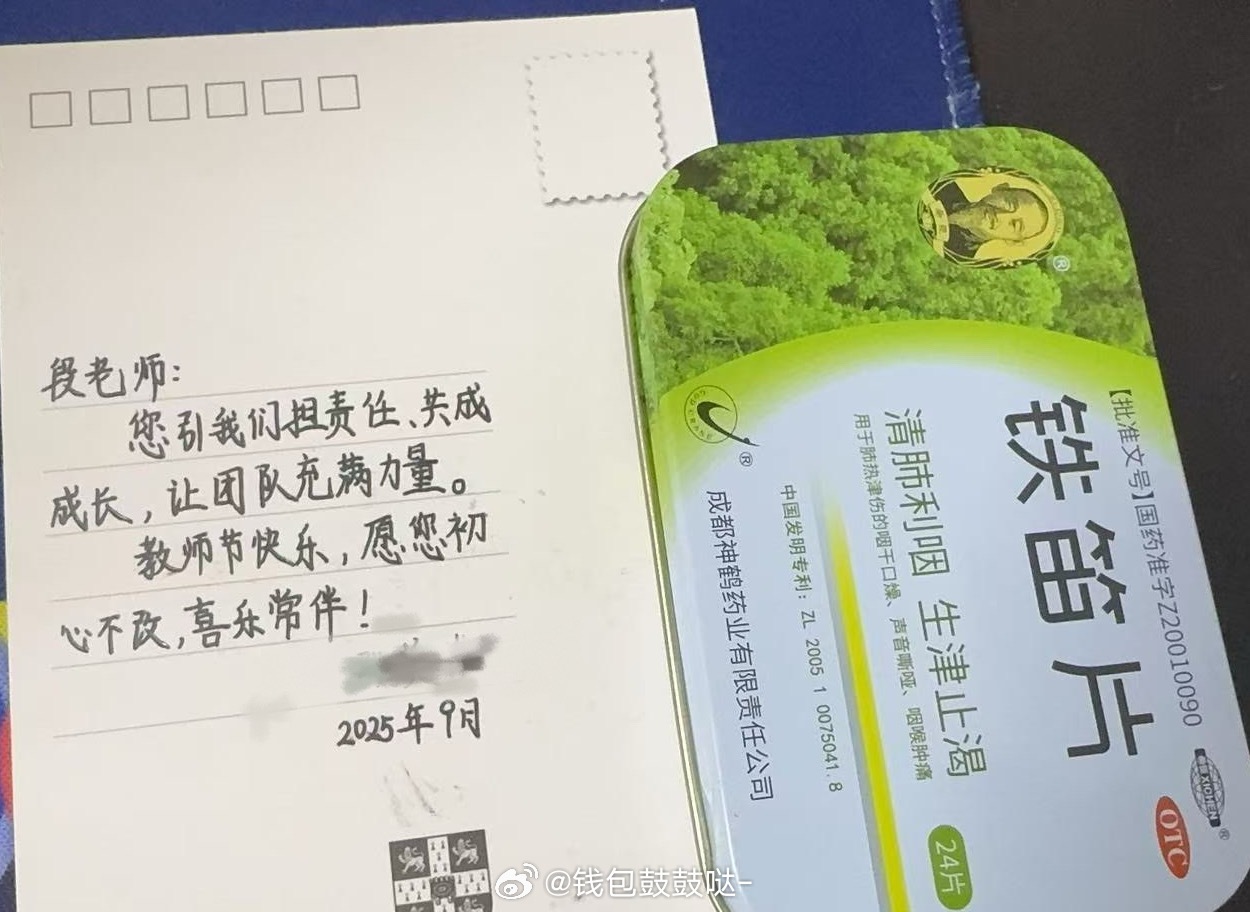 段老师：
您引我们担责任、共成
成长，让团队充满力量。
教师节快乐，愿您初
心不改，喜乐常伴！
2025年9月
【批准文号】国药准字Z20010090
铁笛片
清肺利咽 生津止渴
用于肺热津伤的咽干口燥、声音嘶哑、咽喉肿痛
中国发明专利：ZL 2005 1 0075041.8
成都神鹤药业有限责任公司
®
®
XIOHEN
®
OTC
24片
@钱包鼓鼓哒-